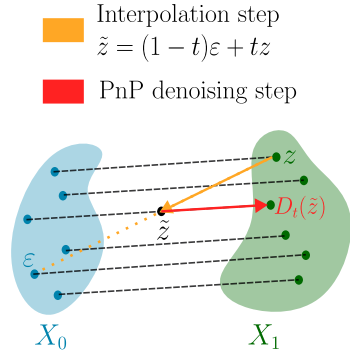 Interpolation step
z̃ = (1 − t)ε + tz
PnP denoising step
z
D_t(z̃)
z̃
ε
X_0
X_1